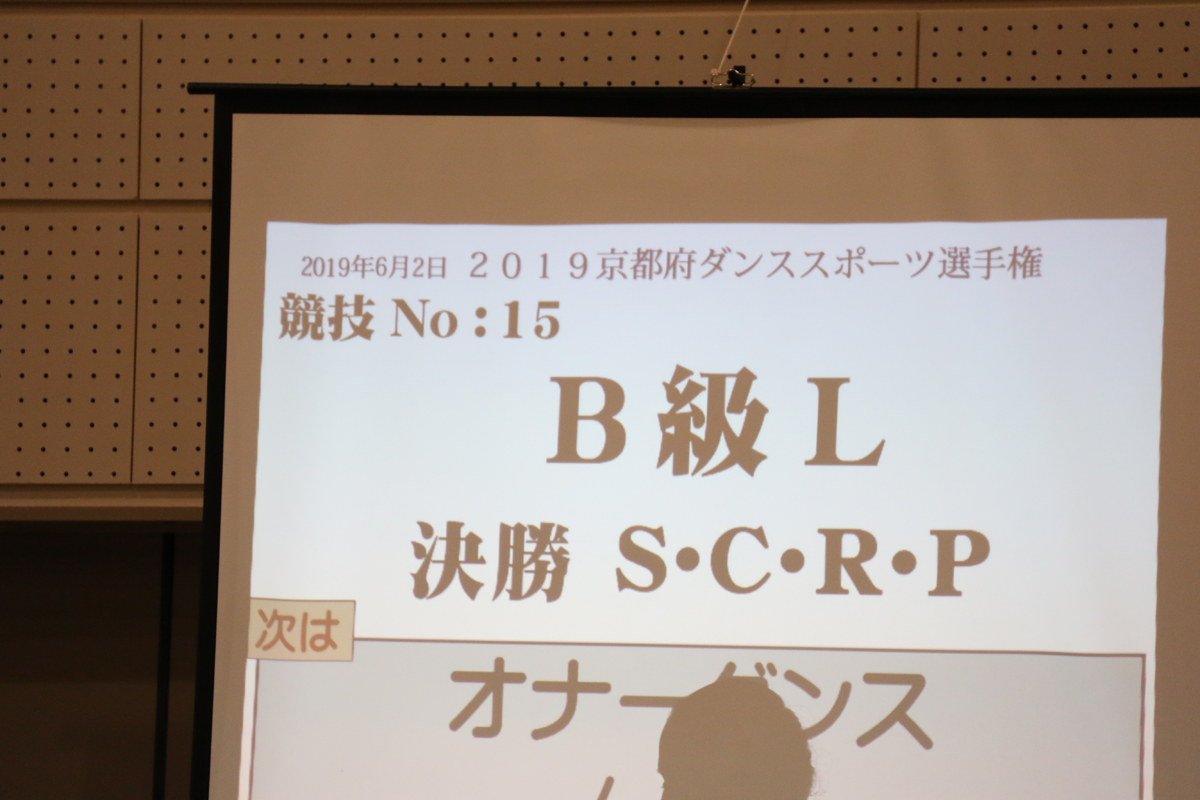 2019年6月2日 ２０１９京都府ダンススポーツ選手権
競技 No：15
B級 L
決勝 S・C・R・P
次は
オナーダンス